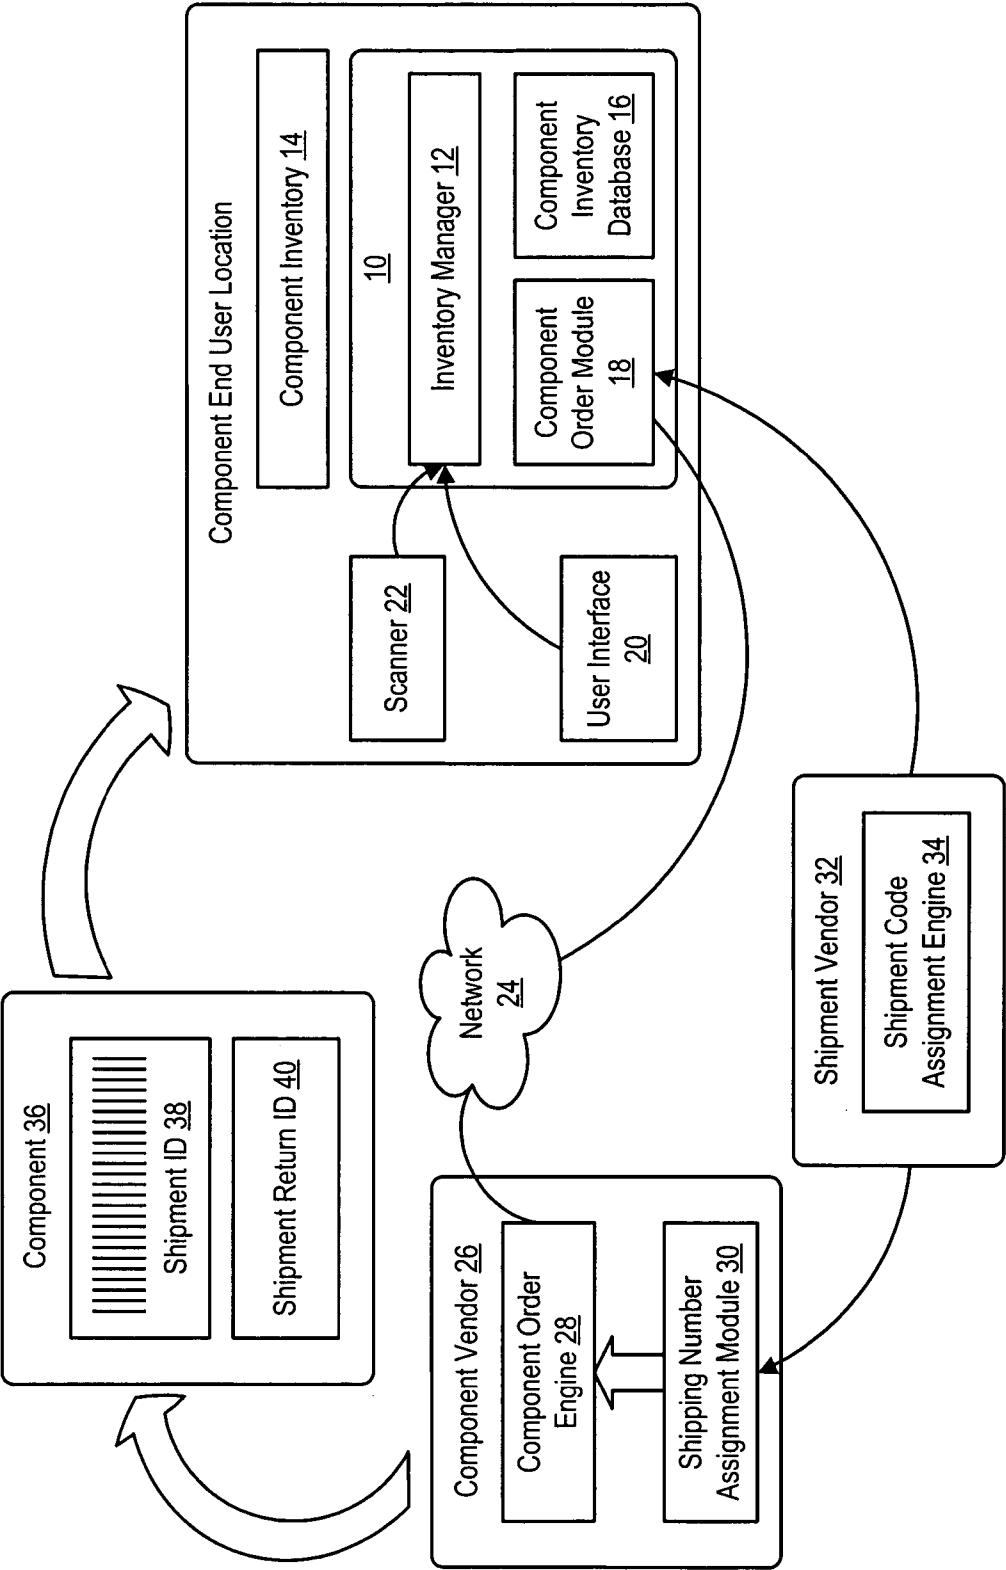 Component 36
Shipment ID 38
Shipment Return ID 40
Component End User Location
Component Inventory 14
10
Inventory Manager 12
Component
Order Module
18
Component
Inventory
Database 16
Scanner 22
User Interface
20
Network
24
Component Vendor 26
Component Order
Engine 28
Shipping Number
Assignment Module 30
Shipment Vendor 32
Shipment Code
Assignment Engine 34